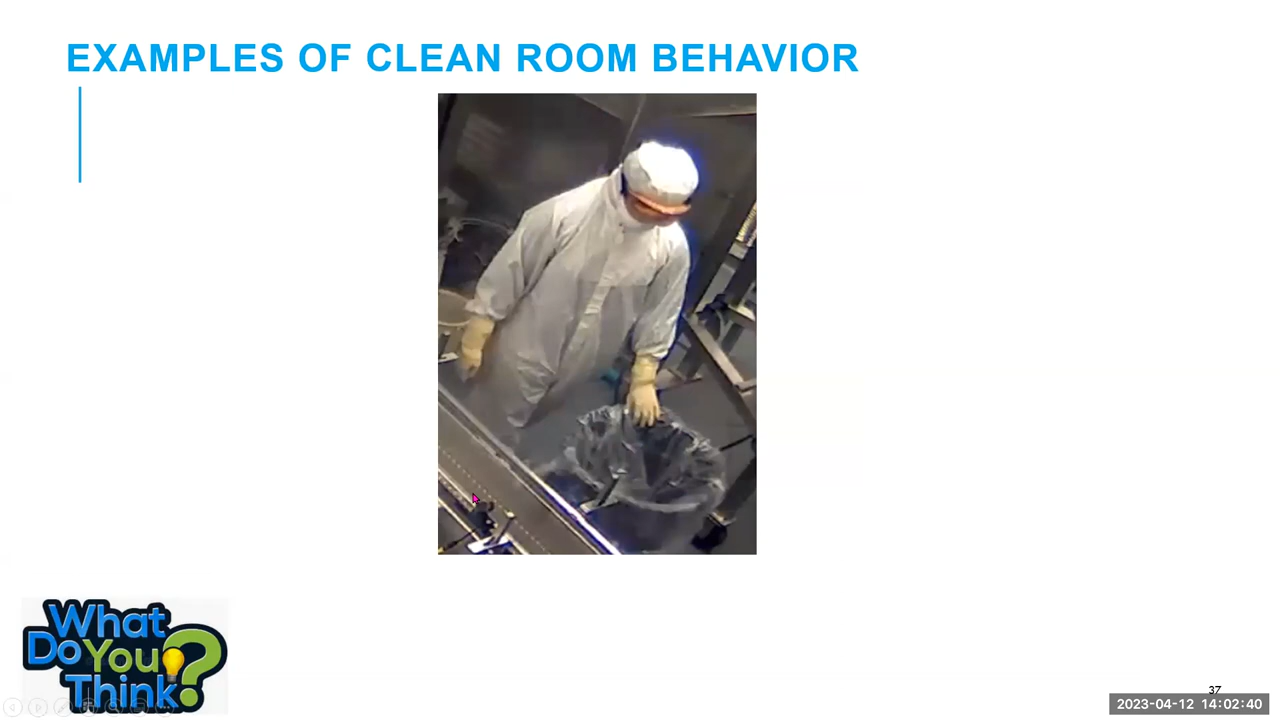 EXAMPLES OF CLEAN ROOM BEHAVIOR
What
Do You
Think?
37
2023-04-12 14:02:40